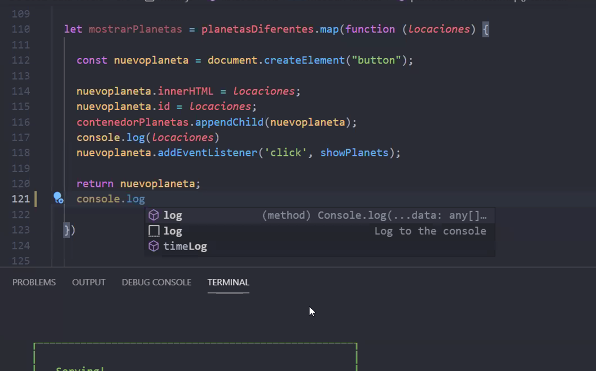 109
110 let mostrarPlanetas = planetasDiferentes.map(function (locaciones) {
111
112 const nuevoplaneta = document.createElement("button");
113
114 nuevoplaneta.innerHTML = locaciones;
115 nuevoplaneta.id = locaciones;
116 contenedorPlanetas.appendChild(nuevoplaneta);
117 console.log(locaciones)
118 nuevoplaneta.addEventListener('click', showPlanets);
119
120 return nuevoplaneta;
121 console.log
122 log (method) Console.log(...data: any[]…
123 }) log Log to the console
124 timeLog
125
PROBLEMS OUTPUT DEBUG CONSOLE TERMINAL
Serving!